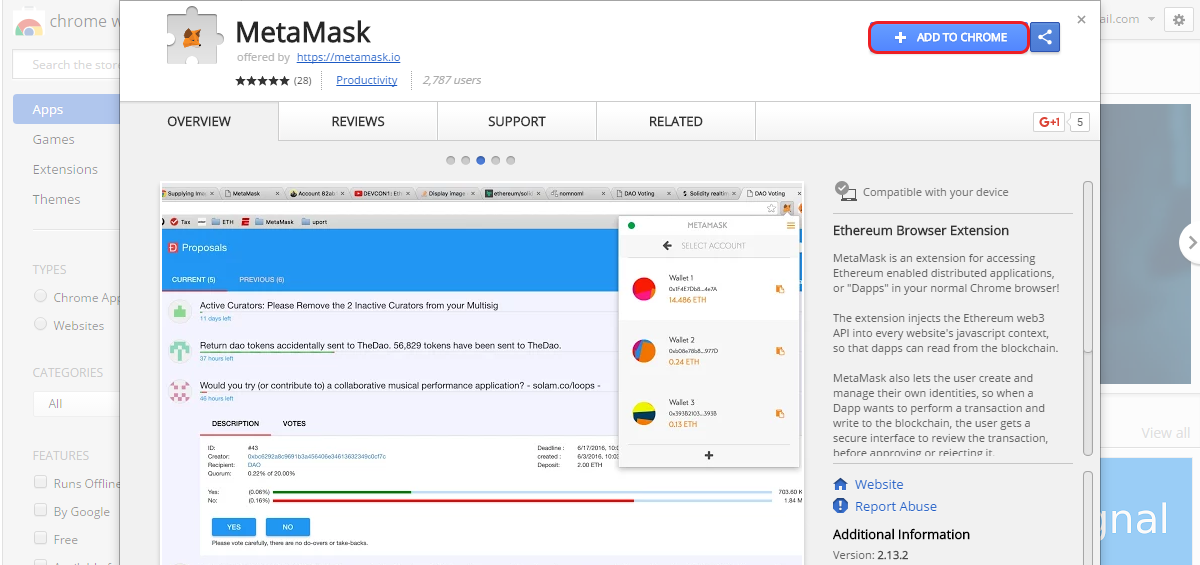 chrome w
MetaMask
offered by https://metamask.io
(28) Productivity 2,787 users
ADD TO CHROME
ail.com
Search the store
Apps
Games
Extensions
Themes
TYPES
Chrome App
Websites
CATEGORIES
All
FEATURES
Runs Offline
By Google
Free
OVERVIEW REVIEWS SUPPORT RELATED
G+1 5
Supplying Imag MetaMask Account 82ab DEVCON1: Eth Display image ethereum/solid nomnoml DAO Voting Solidity realtim DAO Voting
Tax ETH MetaMask uport
Proposals
CURRENT (5) PREVIOUS (6)
Active Curators: Please Remove the 2 Inactive Curators from your Multisig
11 days left
Return dao tokens accidentally sent to TheDao. 56,829 tokens have been sent to TheDao.
37 hours left
Would you try (or contribute to) a collaborative musical performance application? - solam.co/loops -
46 hours left
DESCRIPTION VOTES
ID: #43
Creator: 0xbc6292a8c9691b3a456406e34613632349c0cf7c
Recipient: DAO
Quorum: 0.22% of 20.00%
Deadline : 6/17/2016, 10:0
created : 6/3/2016, 10:03
Deposit: 2.00 ETH
Yes: (0.06%) 703.60 K
No: (0.16%) 1.84 M
YES NO
Please vote carefully, there are no do-overs or take-backs.
METAMASK
SELECT ACCOUNT
Wallet 1
0x1F4E7Db8...4e7A
14.486 ETH
Wallet 2
0xb08e78b8...977D
0.24 ETH
Wallet 3
0x393B2103...393B
0.13 ETH
Compatible with your device
Ethereum Browser Extension
MetaMask is an extension for accessing
Ethereum enabled distributed applications,
or "Dapps" in your normal Chrome browser!
The extension injects the Ethereum web3
API into every website's javascript context,
so that dapps can read from the blockchain.
MetaMask also lets the user create and
manage their own identities, so when a
Dapp wants to perform a transaction and
write to the blockchain, the user gets a
secure interface to review the transaction,
before approving or rejecting it.
Website
Report Abuse
Additional Information
Version: 2.13.2
View all
gnal